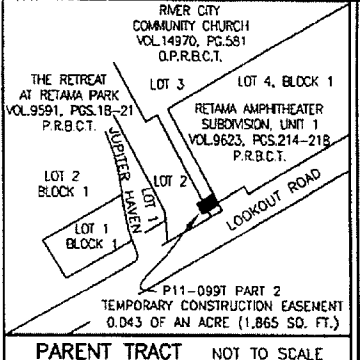 RIVER CITY
COMMUNITY CHURCH
VOL.14970, PG.581
O.P.R.B.C.T.
THE RETREAT
AT RETAMA PARK
VOL.9591, PGS.18-21
P.R.B.C.T.
LOT 3
LOT 4, BLOCK 1
RETAMA AMPHITHEATER
SUBDIVISION, UNIT 1
VOL.9623, PGS.214-218
P.R.B.C.T.
JUPITER HAVEN
LOT 2
BLOCK 1
LOT 1
LOT 2
LOOKOUT ROAD
LOT 1
BLOCK 1
P11-099T PART 2
TEMPORARY CONSTRUCTION EASEMENT
0.043 OF AN ACRE (1,865 SQ. FT.)
PARENT TRACT NOT TO SCALE